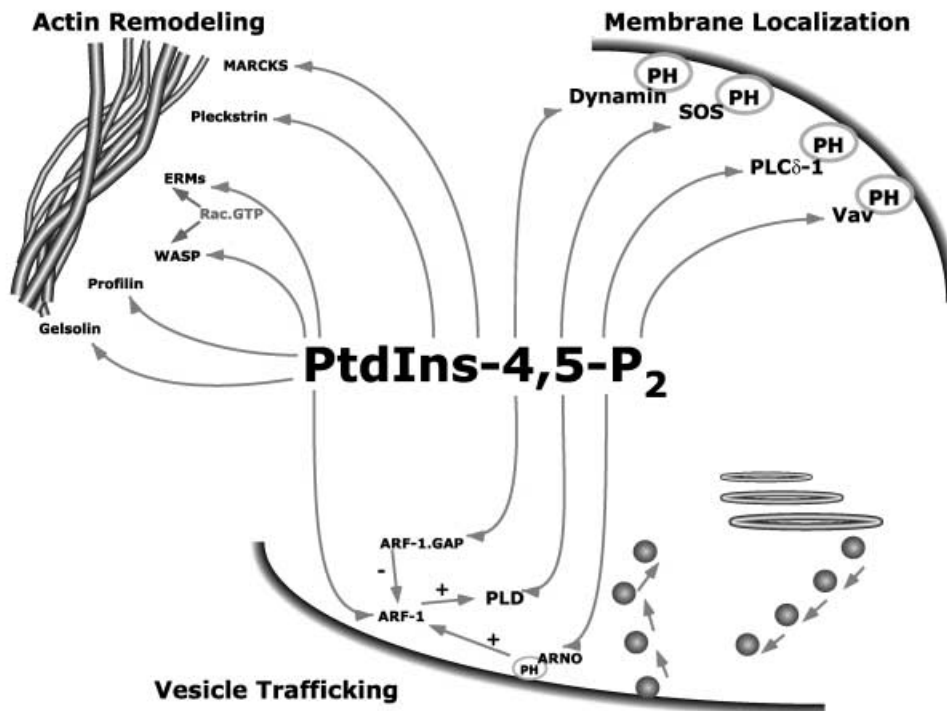 Actin Remodeling
Membrane Localization
MARCKS
Pleckstrin
ERMs
Rac.GTP
WASP
Profilin
Gelsolin
PH
Dynamin
PH
SOS
PH
PLCδ-1
PH
Vav
PtdIns-4,5-P2
ARF-1.GAP
-
+
PLD
ARF-1
+
PH
ARNO
Vesicle Trafficking